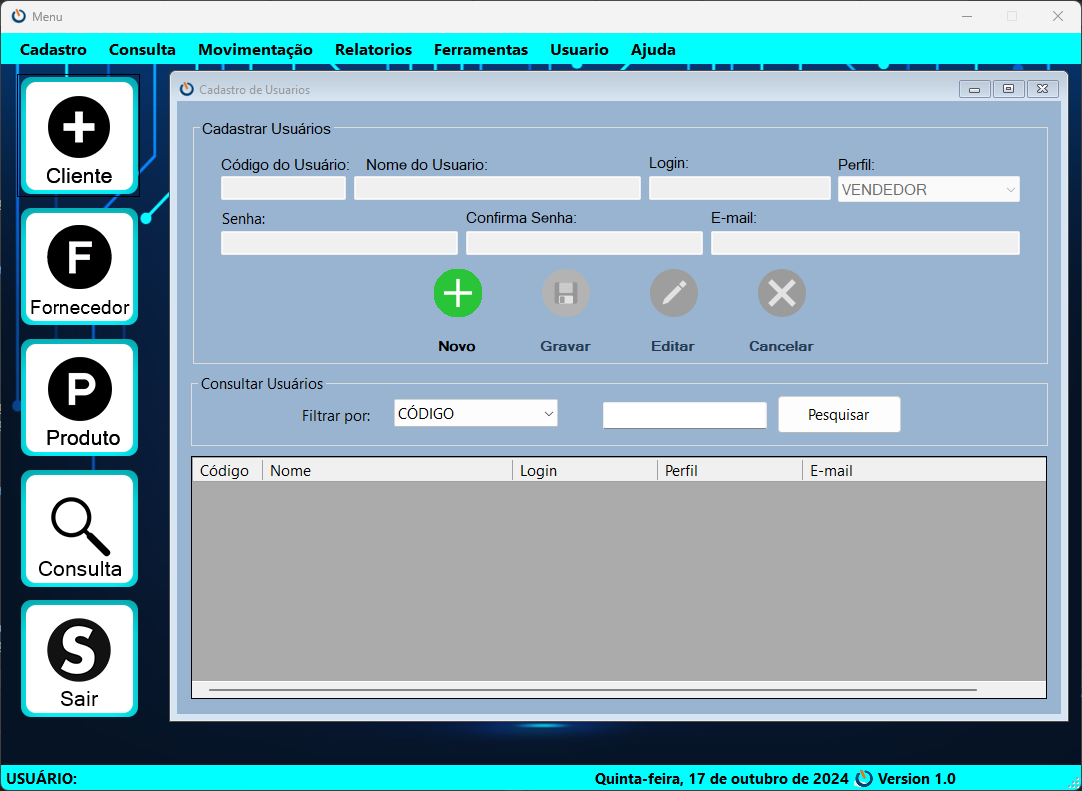 Menu
Cadastro Consulta Movimentação Relatorios Ferramentas Usuario Ajuda
Cliente
Fornecedor
Produto
Consulta
Sair
Cadastro de Usuarios
Cadastrar Usuários
Código do Usuário: Nome do Usuario: Login: Perfil:
VENDEDOR
Senha: Confirma Senha: E-mail:
Novo Gravar Editar Cancelar
Consultar Usuários
Filtrar por: CÓDIGO Pesquisar
Código Nome Login Perfil E-mail
USUÁRIO: Quinta-feira, 17 de outubro de 2024 Version 1.0